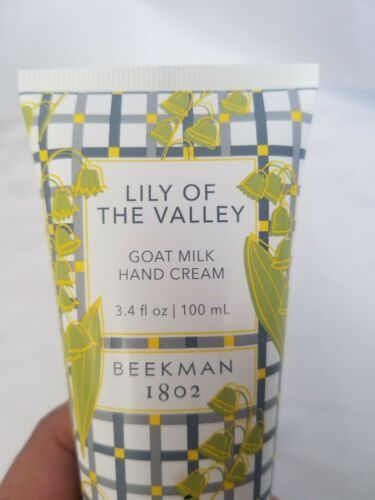 LILY OF
THE VALLEY
GOAT MILK
HAND CREAM
3.4 fl oz | 100 mL
BEEKMAN
1802